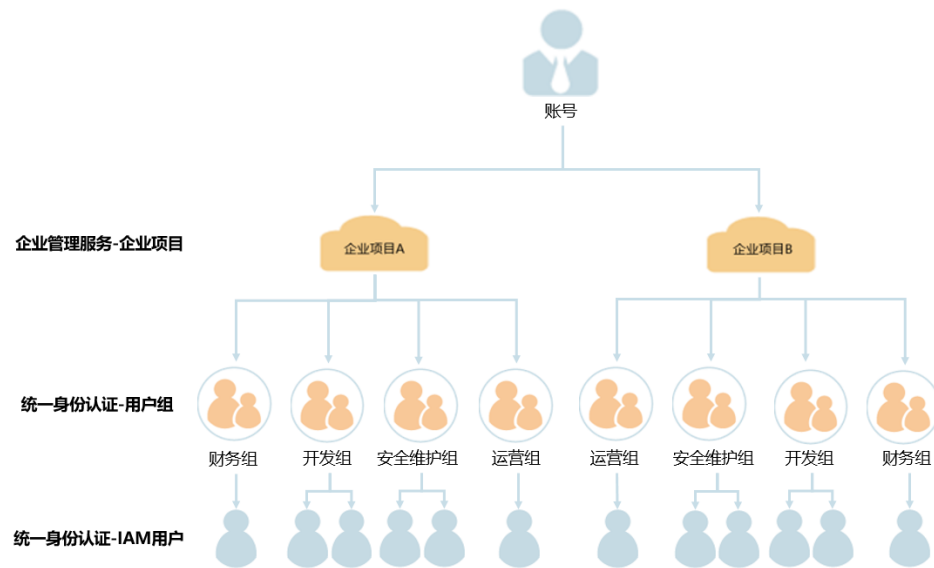 账号
企业管理服务-企业项目
企业项目A
企业项目B
统一身份认证-用户组
财务组
开发组
安全维护组
运营组
运营组
安全维护组
开发组
财务组
统一身份认证-IAM用户